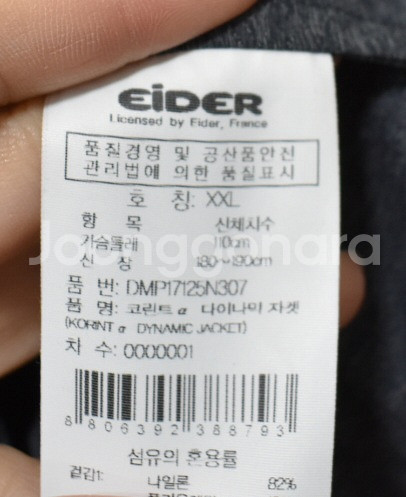 EiDER
Licensed by Eider, France
품질경영 및 공산품안전
관리법에 의한 품질표시
호 칭: XXL
항 목 신체치수
가슴둘레 110cm
신 장 180~190cm
Joonggonara
품 번: DMP17125N307
품 명: 코린트α 다이나믹 자켓
(KORINT α DYNAMIC JACKET)
차 수: 0000001
8 806392 388793
섬유의 혼용률
겉감1: 나일론 82%